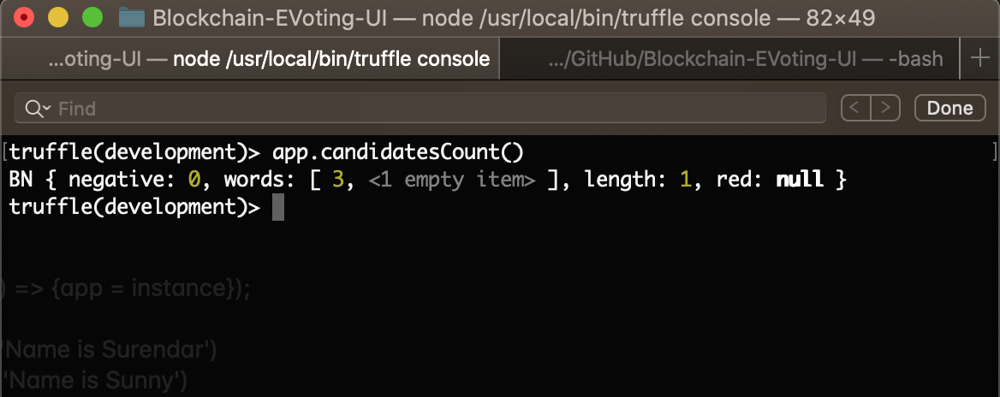 Blockchain-EVoting-UI — node /usr/local/bin/truffle console — 82×49
...oting-UI — node /usr/local/bin/truffle console
.../GitHub/Blockchain-EVoting-UI — -bash
Find
Done
[truffle(development)> app.candidatesCount() ]
BN { negative: 0, words: [ 3, <1 empty item> ], length: 1, red: null }
truffle(development)>
) => {app = instance});
'Name is Surendar')
'Name is Sunny')